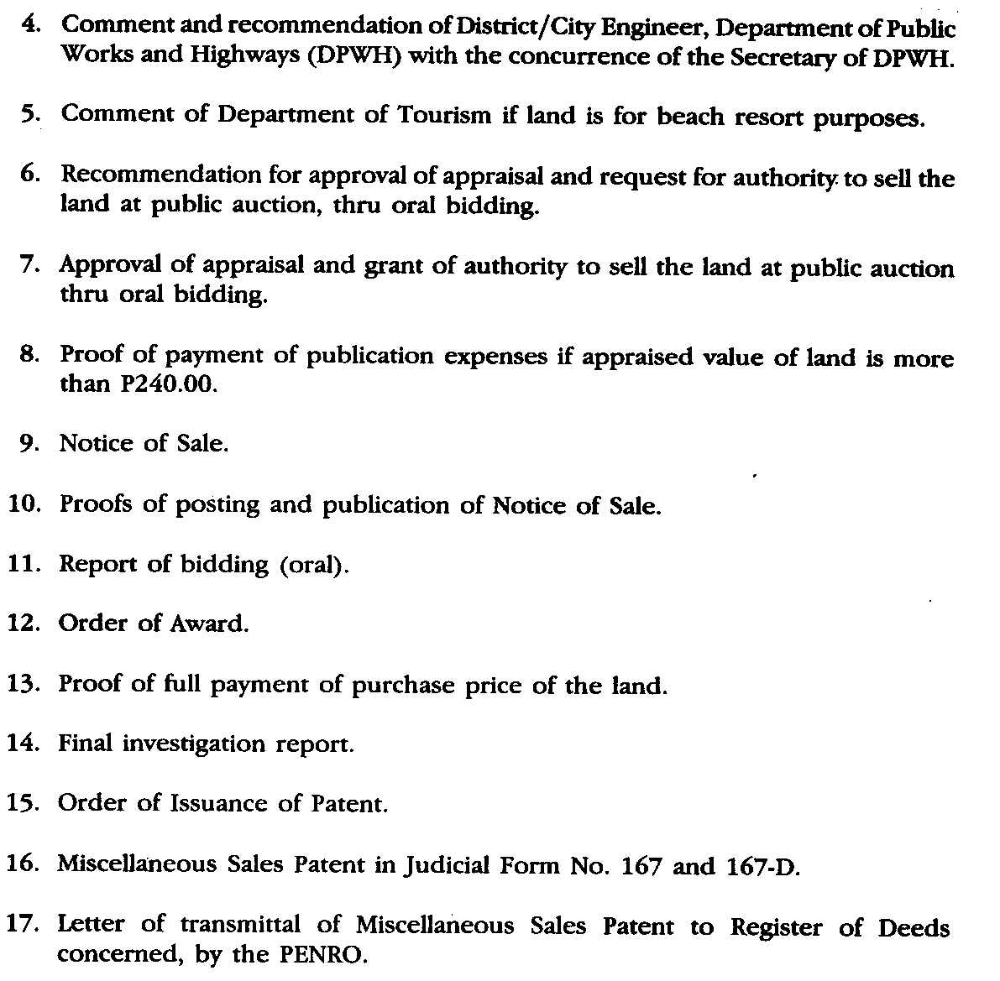 4. Comment and recommendation of District/City Engineer, Department of Public
Works and Highways (DPWH) with the concurrence of the Secretary of DPWH.
5. Comment of Department of Tourism if land is for beach resort purposes.
6. Recommendation for approval of appraisal and request for authority to sell the
land at public auction, thru oral bidding.
7. Approval of appraisal and grant of authority to sell the land at public auction
thru oral bidding.
8. Proof of payment of publication expenses if appraised value of land is more
than P240.00.
9. Notice of Sale.
10. Proofs of posting and publication of Notice of Sale.
11. Report of bidding (oral).
12. Order of Award.
13. Proof of full payment of purchase price of the land.
14. Final investigation report.
15. Order of Issuance of Patent.
16. Miscellaneous Sales Patent in Judicial Form No. 167 and 167-D.
17. Letter of transmittal of Miscellaneous Sales Patent to Register of Deeds
concerned, by the PENRO.